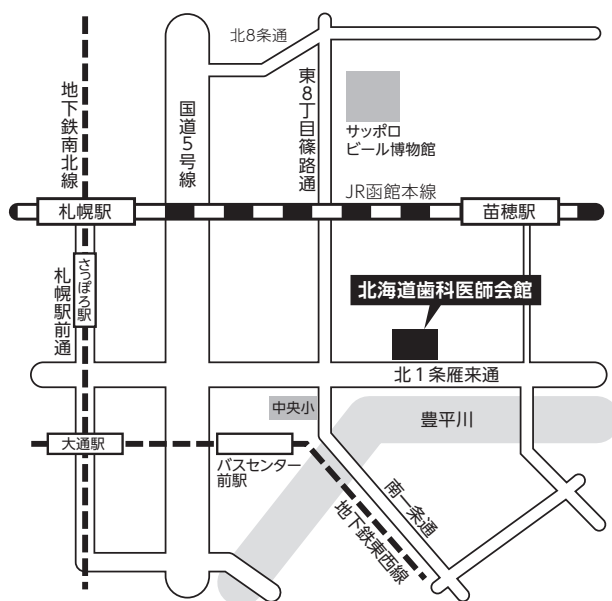 北8条通
地下鉄南北線
国道5号線
東8丁目篠路通
サッポロ
ビール博物館
JR函館本線
札幌駅
苗穂駅
さっぽろ駅
札幌駅前通
北海道歯科医師会館
北1条雁来通
中央小
豊平川
大通駅
バスセンター
前駅
南一条通
地下鉄東西線